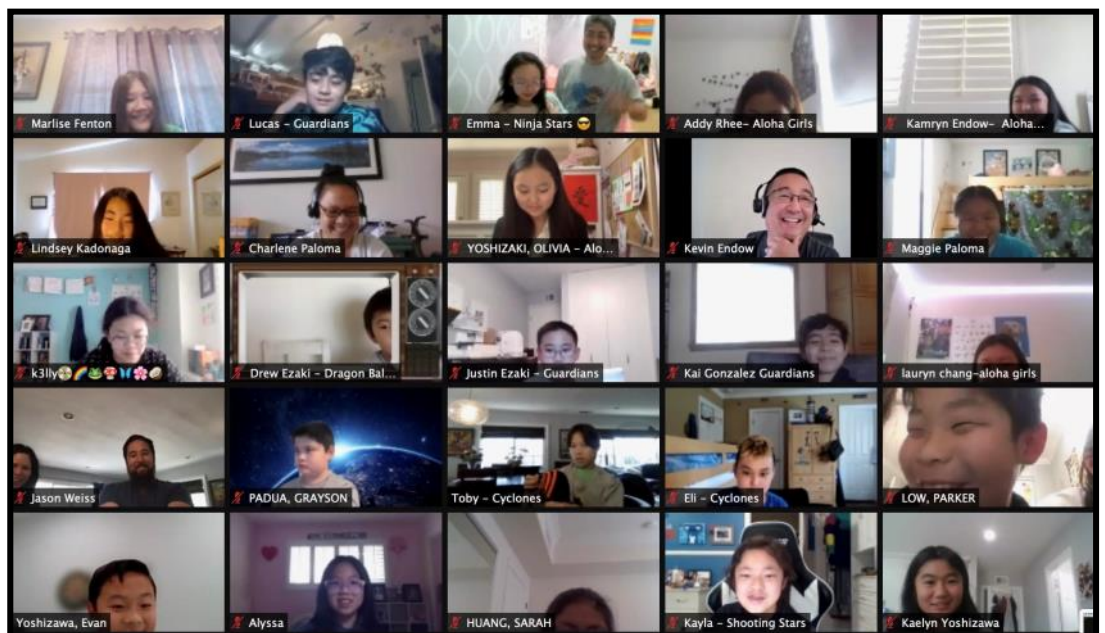 Marlise Fenton
Lucas - Guardians
Emma - Ninja Stars 😎
Addy Rhee- Aloha Girls
Kamryn Endow- Aloha...
Lindsey Kadonaga
Charlene Paloma
愛
YOSHIZAKI, OLIVIA - Alo...
Kevin Endow
Maggie Paloma
k3lly
Drew Ezaki - Dragon Bal...
Justin Ezaki - Guardians
Kai Gonzalez Guardians
lauryn chang-aloha girls
Jason Weiss
PADUA, GRAYSON
Toby - Cyclones
Eli - Cyclones
LOW, PARKER
Yoshizawa, Evan
Alyssa
HUANG, SARAH
Kayla - Shooting Stars
Kaelyn Yoshizawa